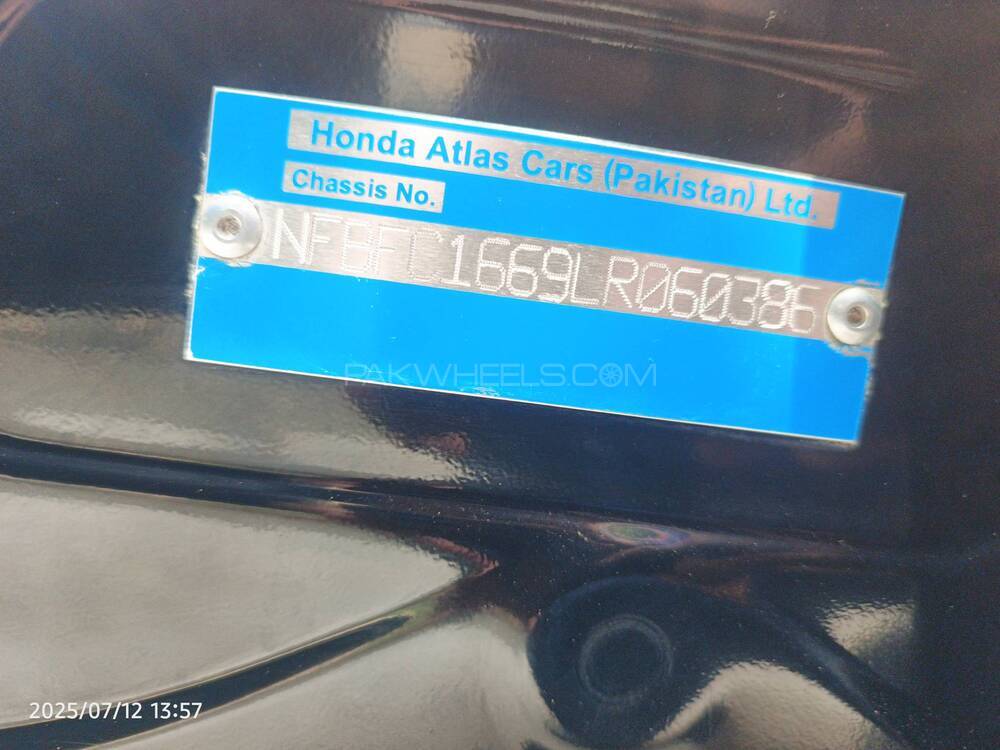 Honda Atlas Cars (Pakistan) Ltd.
Chassis No.
NFBFC1669LR060386
PAKWHEELS.COM
2025/07/12 13:57